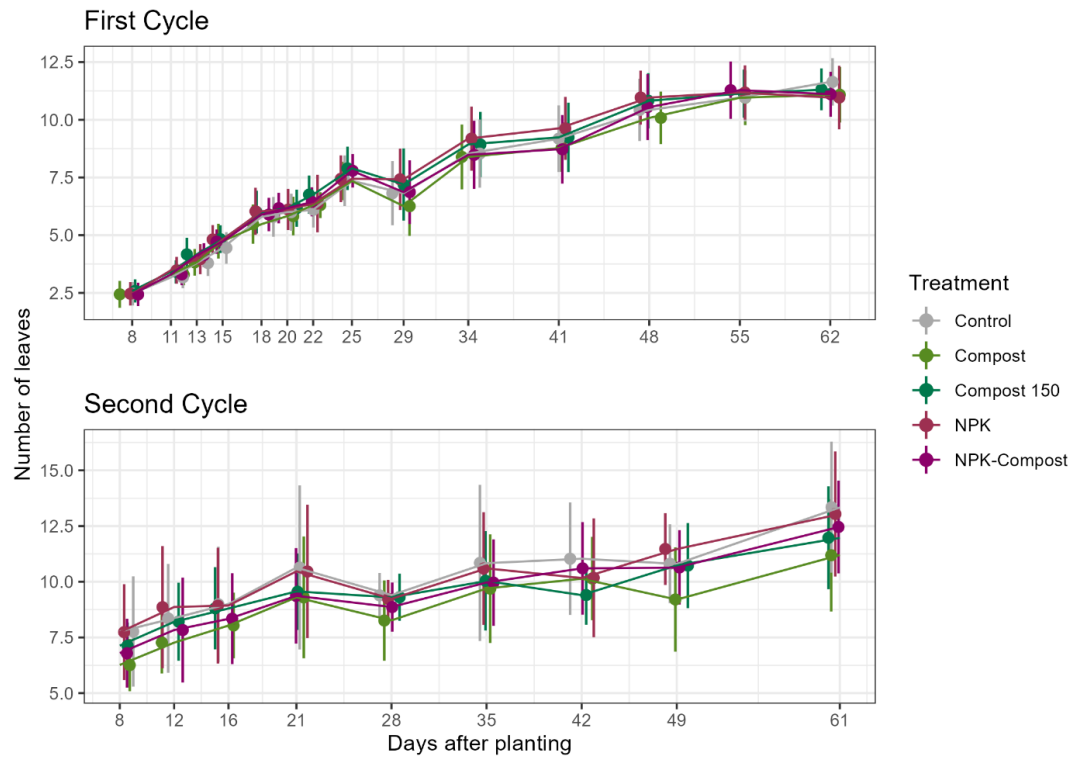 First Cycle
12.5
10.0
7.5
5.0
2.5
8 11 13 15 18 20 22 25 29 34 41 48 55 62
Number of leaves
Second Cycle
15.0
12.5
10.0
7.5
5.0
8 12 16 21 28 35 42 49 61
Days after planting
Treatment
Control
Compost
Compost 150
NPK
NPK-Compost